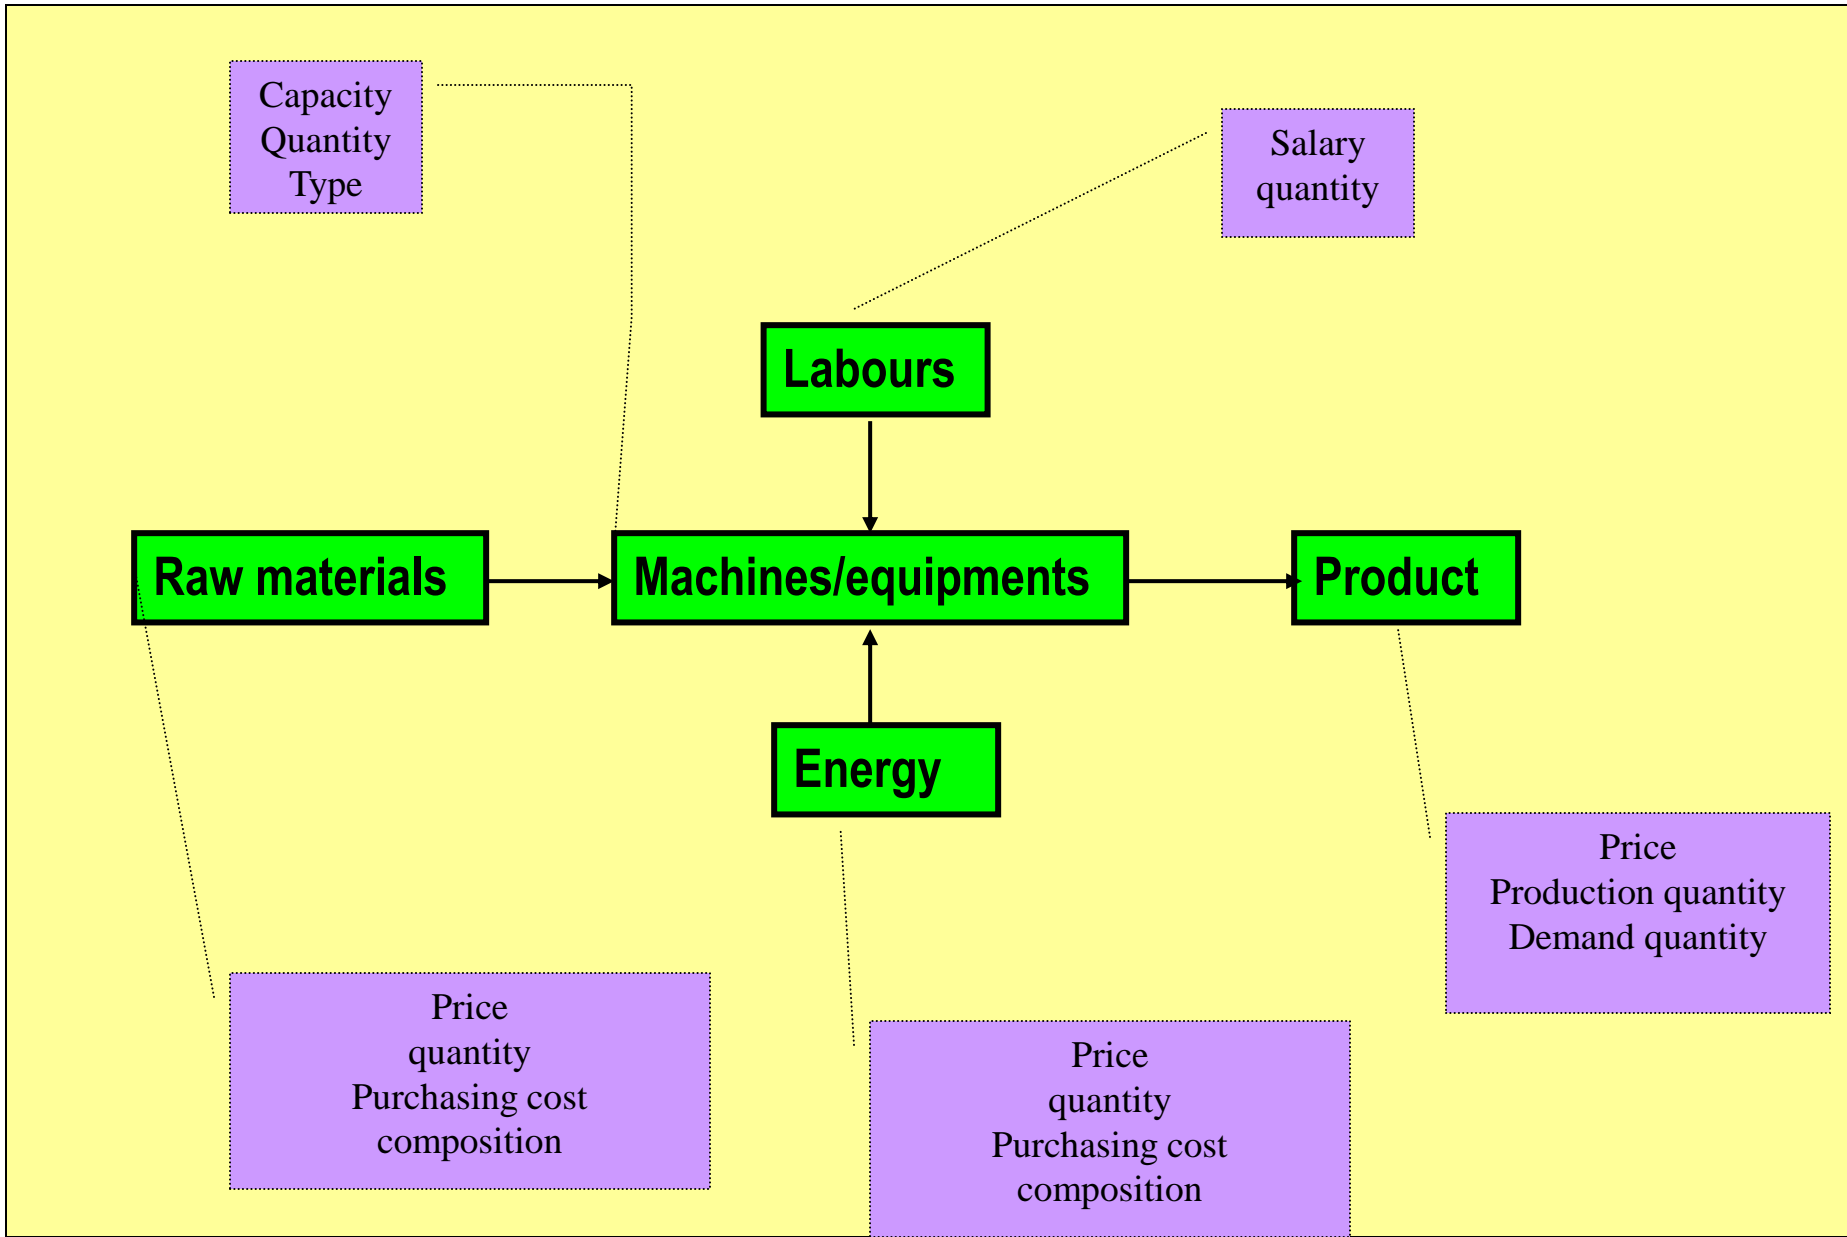 Capacity
Quantity
Type
Salary
quantity
Labours
Raw materials
Machines/equipments
Product
Energy
Price
Production quantity
Demand quantity
Price
quantity
Purchasing cost
composition
Price
quantity
Purchasing cost
composition